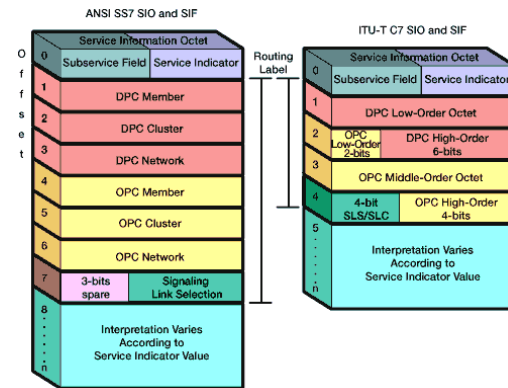 ANSI SS7 SIO and SIF
Offset
Service Information Octet
0
Subservice Field
Service Indicator
1
DPC Member
2
DPC Cluster
3
DPC Network
4
OPC Member
5
OPC Cluster
6
OPC Network
7
3-bits
spare
Signaling
Link Selection
8
n
Interpretation Varies
According to
Service Indicator Value
Routing
Label
ITU-T C7 SIO and SIF
Service Information Octet
0
Subservice Field
Service Indicator
1
DPC Low-Order Octet
2
OPC
Low-Order
2-bits
DPC High-Order
6-bits
3
OPC Middle-Order Octet
4
4-bit
SLS/SLC
OPC High-Order
4-bits
5
n
Interpretation Varies
According to
Service Indicator Value